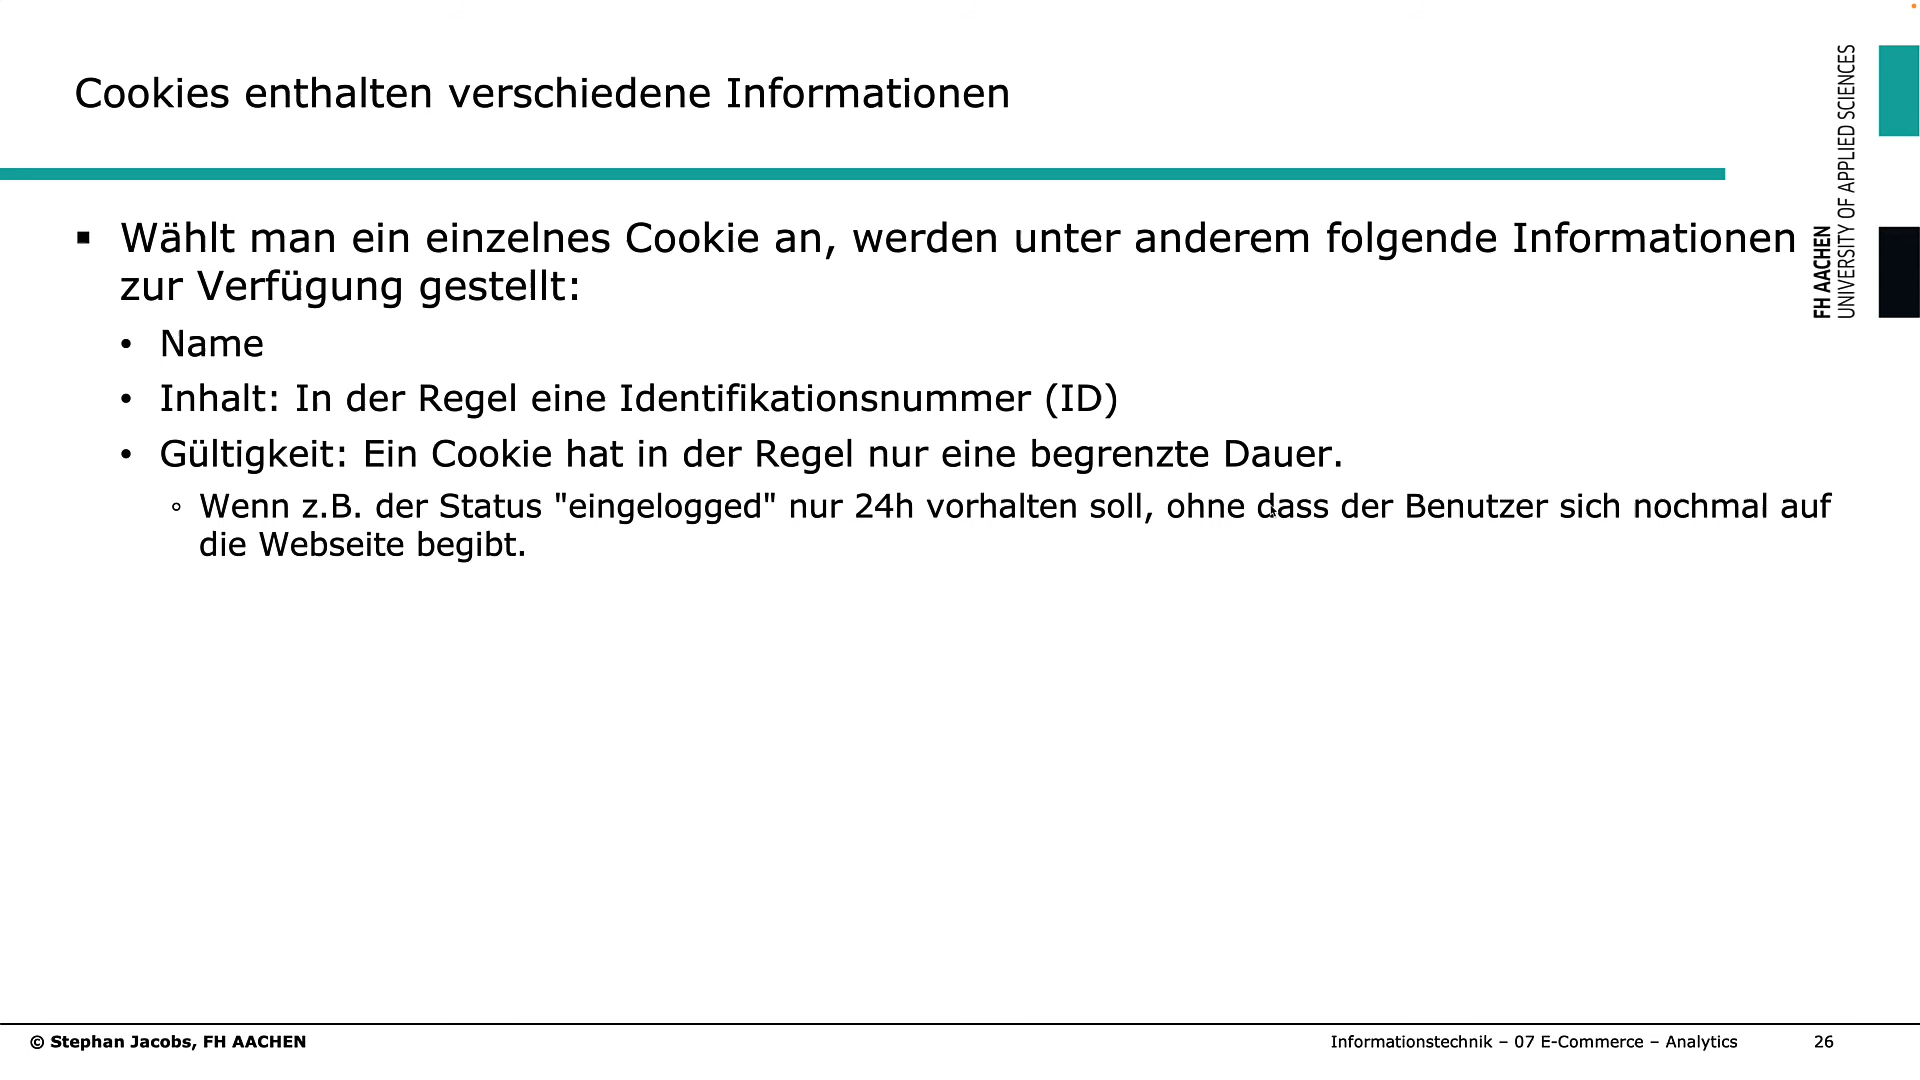 Cookies enthalten verschiedene Informationen
FH AACHEN
UNIVERSITY OF APPLIED SCIENCES
▪ Wählt man ein einzelnes Cookie an, werden unter anderem folgende Informationen
zur Verfügung gestellt:
• Name
• Inhalt: In der Regel eine Identifikationsnummer (ID)
• Gültigkeit: Ein Cookie hat in der Regel nur eine begrenzte Dauer.
◦ Wenn z.B. der Status "eingelogged" nur 24h vorhalten soll, ohne dass der Benutzer sich nochmal auf
die Webseite begibt.
© Stephan Jacobs, FH AACHEN
Informationstechnik – 07 E-Commerce – Analytics
26